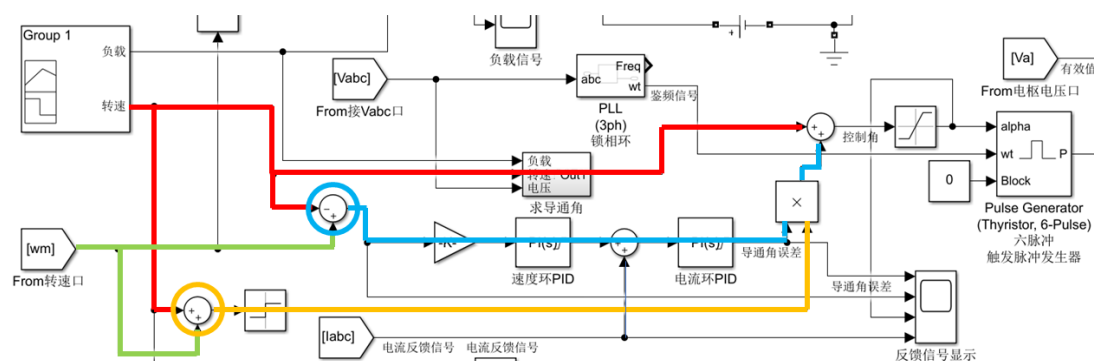 Group 1
负载
转速
负载信号
[Vabc]
From接Vabc口
abc
Freq
wt
PLL
(3ph)
锁相环
鉴频信号
[Va]
有效值
From电枢电压口
控制角
alpha
wt
Block
P
0
Pulse Generator
(Thyristor, 6-Pulse)
六脉冲
触发脉冲发生器
负载
转速
电压
Out1
求导通角
×
[wm]
From转速口
-K-
PI(s)
速度环PID
PI(s)
电流环PID
导通角误差
导通角误差
[Iabc]
电流反馈信号
电流反馈信号
反馈信号显示